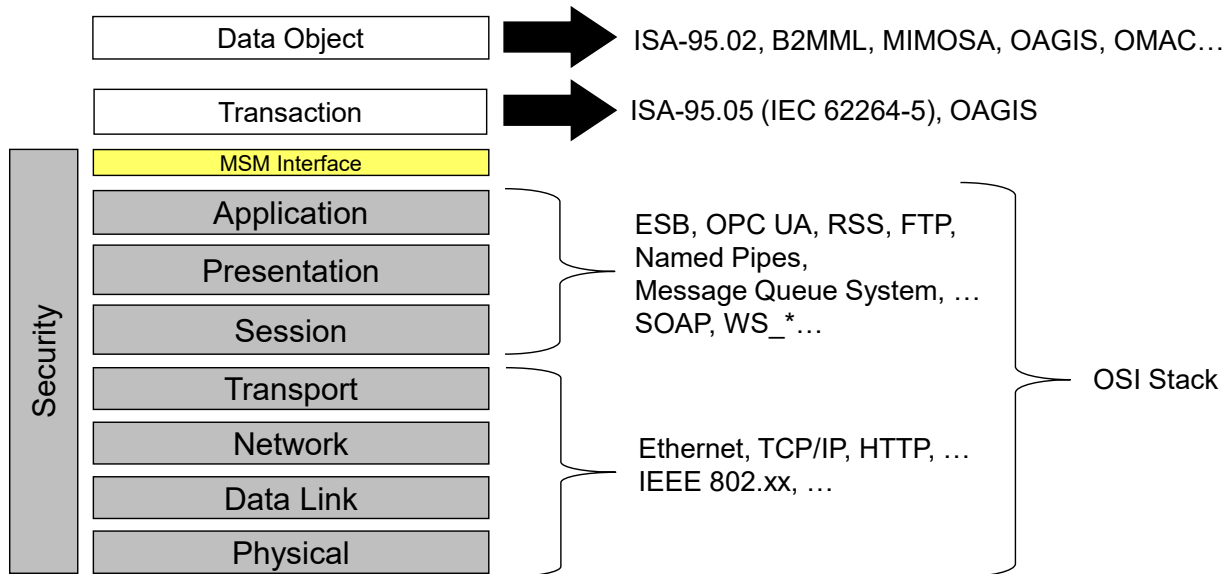 Data Object
ISA-95.02, B2MML, MIMOSA, OAGIS, OMAC…
Transaction
ISA-95.05 (IEC 62264-5), OAGIS
Security
MSM Interface
Application
Presentation
Session
ESB, OPC UA, RSS, FTP,
Named Pipes,
Message Queue System, …
SOAP, WS_*…
Transport
Network
Data Link
Physical
Ethernet, TCP/IP, HTTP, …
IEEE 802.xx, …
OSI Stack